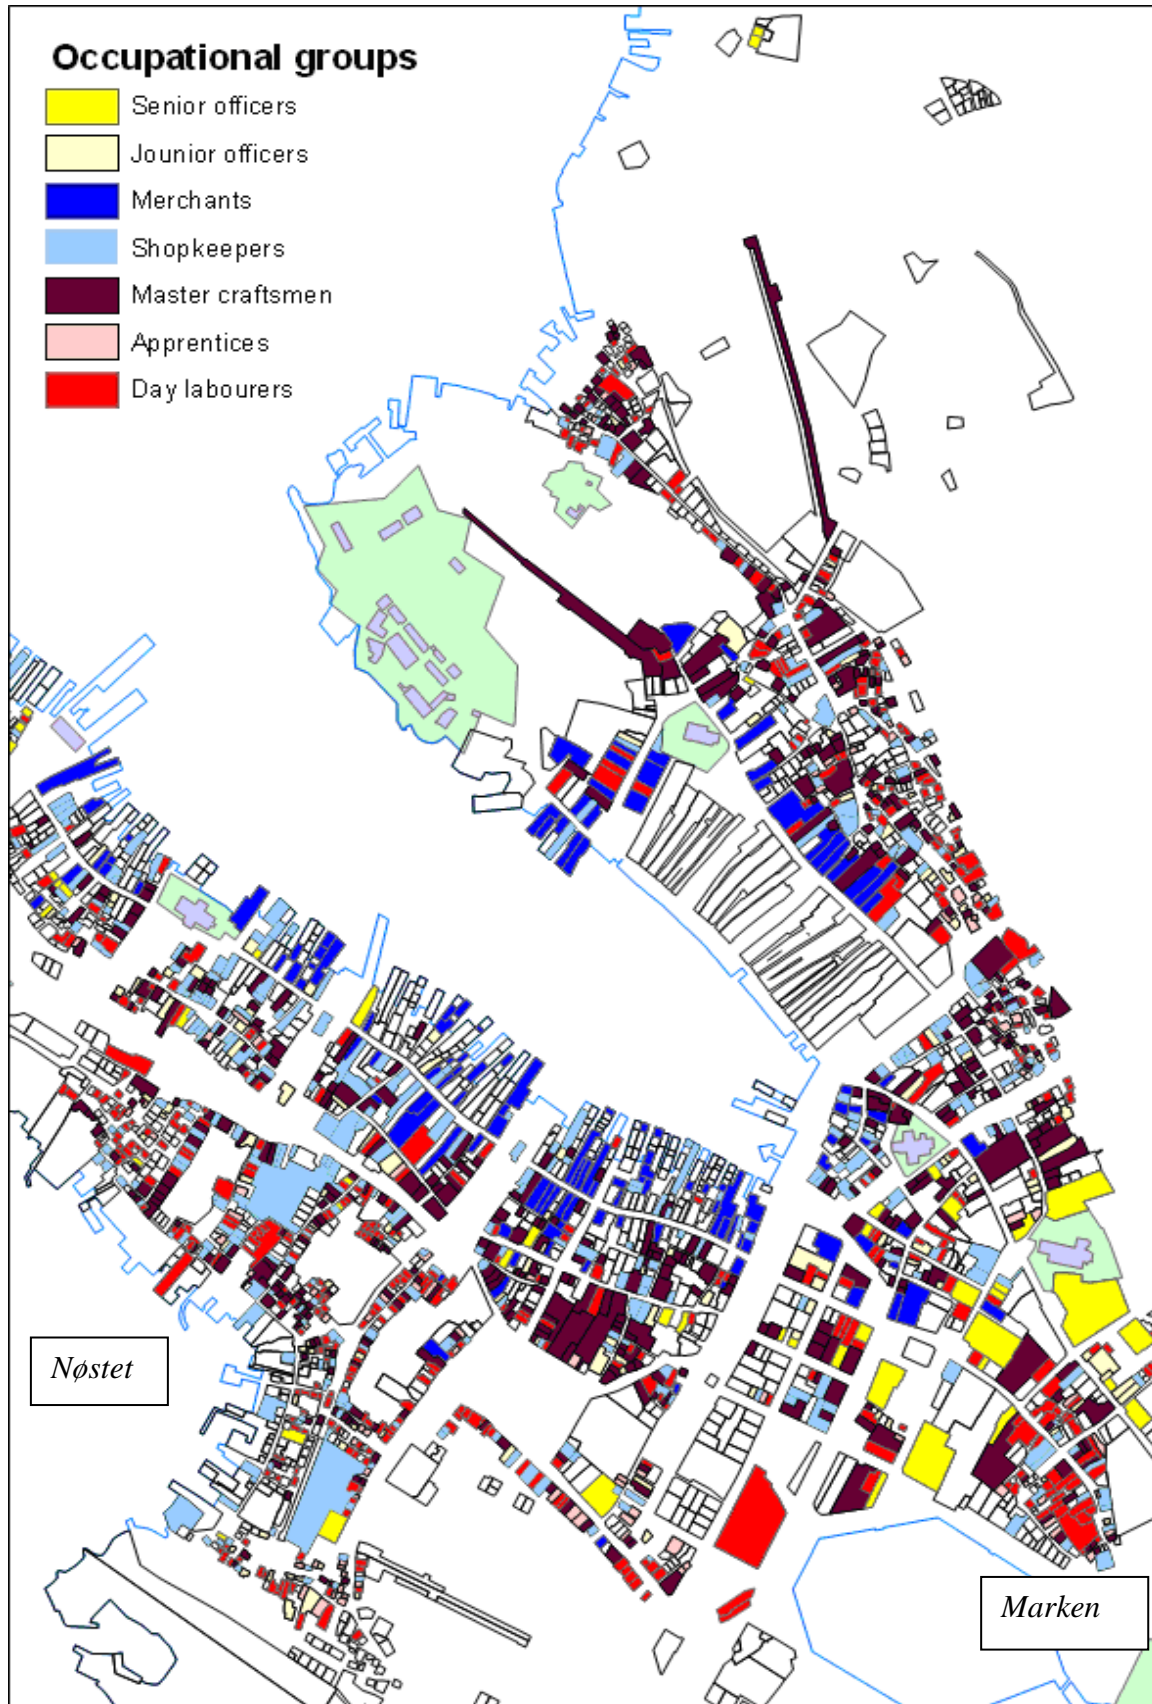 Occupational groups
Senior officers
Jounior officers
Merchants
Shopkeepers
Master craftsmen
Apprentices
Day labourers
Nøstet
Marken